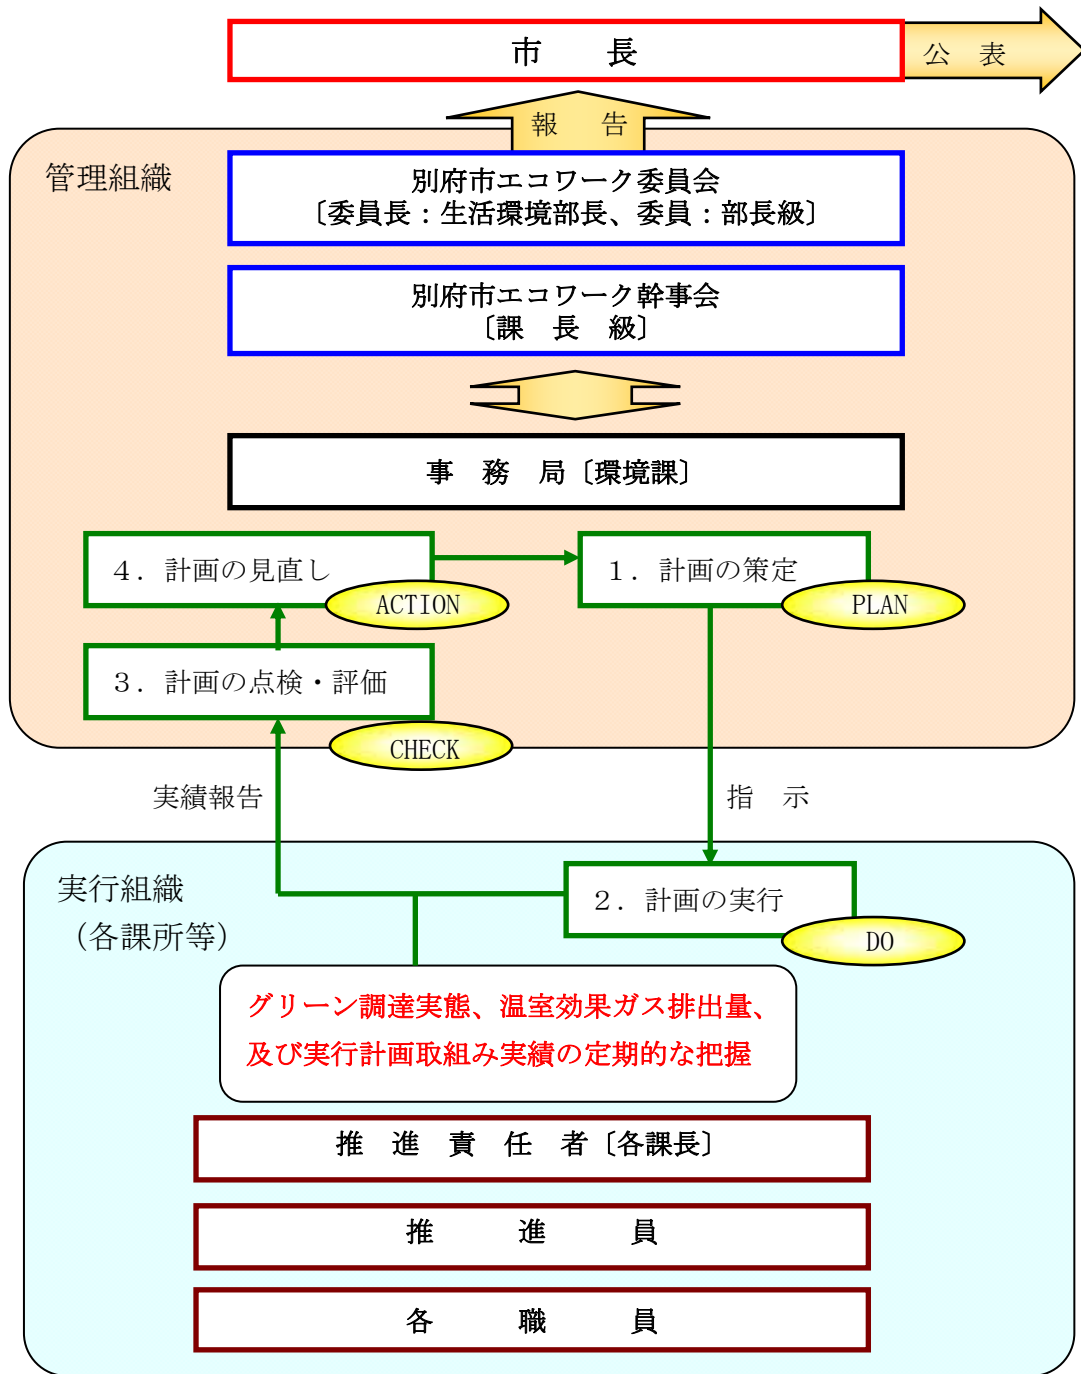 市　長
公　表
報　告
管理組織
別府市エコワーク委員会
〔委員長：生活環境部長、委員：部長級〕
別府市エコワーク幹事会
〔課　長　級〕
事　務　局〔環境課〕
４．計画の見直し
ACTION
１．計画の策定
PLAN
３．計画の点検・評価
CHECK
実績報告
指　示
実行組織
（各課所等）
２．計画の実行
DO
グリーン調達実態、温室効果ガス排出量、
及び実行計画取組み実績の定期的な把握
推　進　責　任　者〔各課長〕
推　進　員
各　職　員